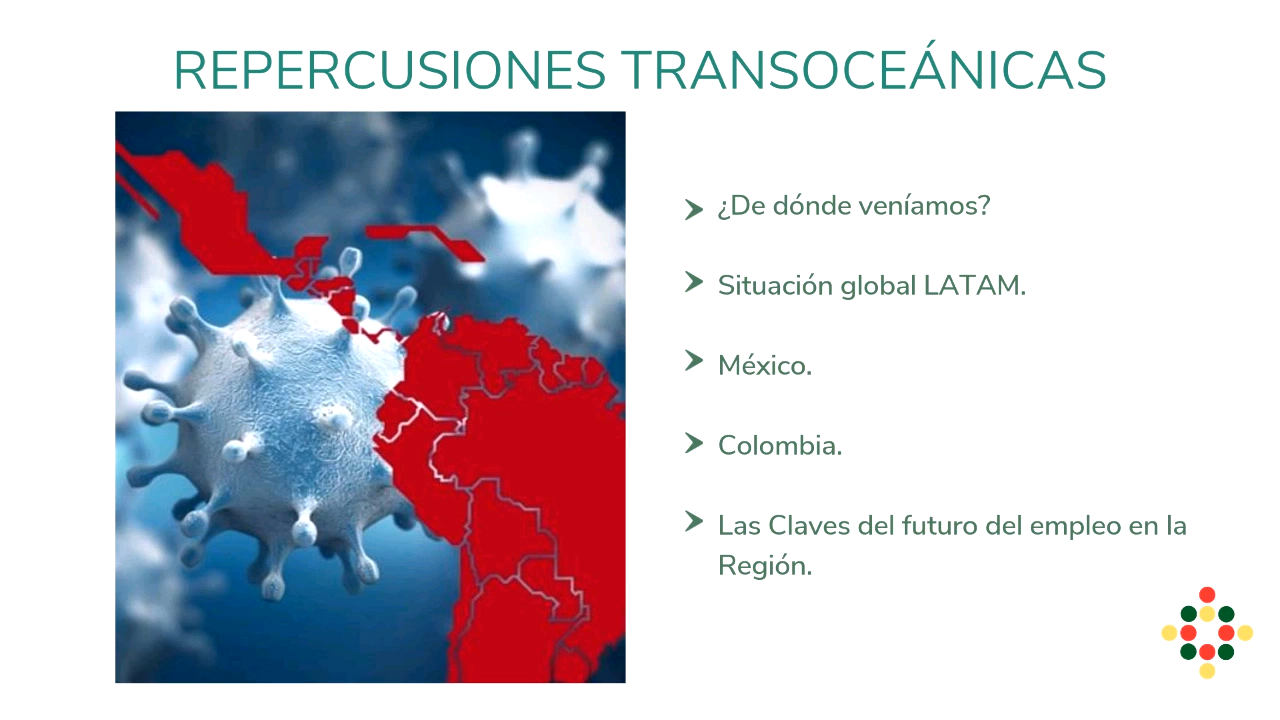 REPERCUSIONES TRANSOCEÁNICAS
¿De dónde veníamos?
Situación global LATAM.
México.
Colombia.
Las Claves del futuro del empleo en la
Región.